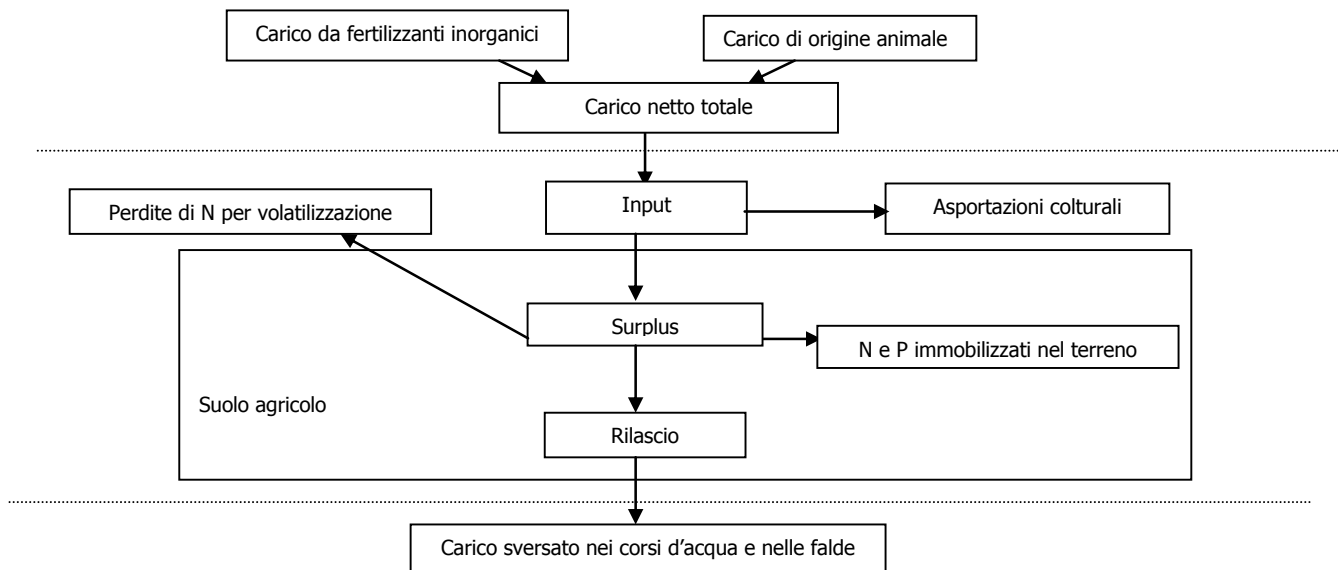 Carico da fertilizzanti inorganici
Carico di origine animale
Carico netto totale
Perdite di N per volatilizzazione
Input
Asportazioni colturali
Surplus
N e P immobilizzati nel terreno
Suolo agricolo
Rilascio
Carico sversato nei corsi d'acqua e nelle falde